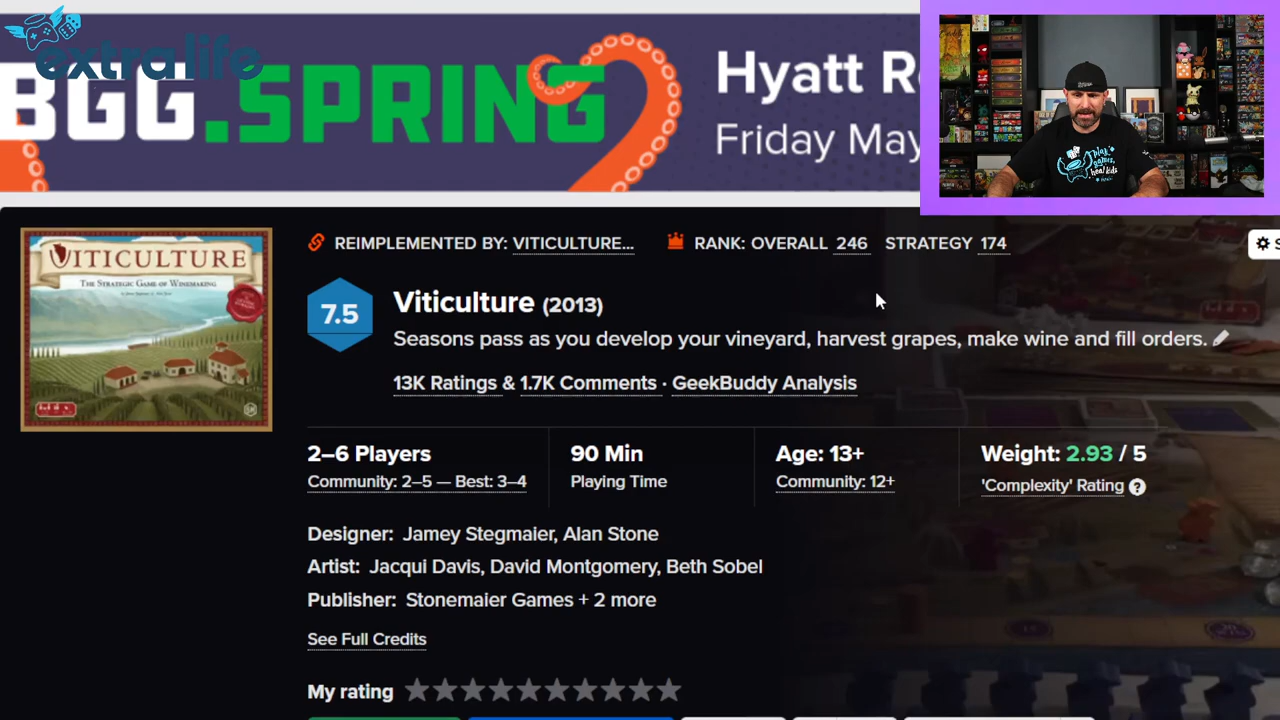 extralife
BGG.SPRING
Hyatt R
Friday May
play
games,
heal kids
REIMPLEMENTED BY: VITICULTURE...
RANK: OVERALL 246 STRATEGY 174
VITICULTURE
THE STRATEGIC GAME OF WINEMAKING
7.5
Viticulture (2013)
Seasons pass as you develop your vineyard, harvest grapes, make wine and fill orders.
13K Ratings & 1.7K Comments · GeekBuddy Analysis
2–6 Players
Community: 2–5 — Best: 3–4
90 Min
Playing Time
Age: 13+
Community: 12+
Weight: 2.93 / 5
'Complexity' Rating ?
Designer: Jamey Stegmaier, Alan Stone
Artist: Jacqui Davis, David Montgomery, Beth Sobel
Publisher: Stonemaier Games + 2 more
See Full Credits
My rating